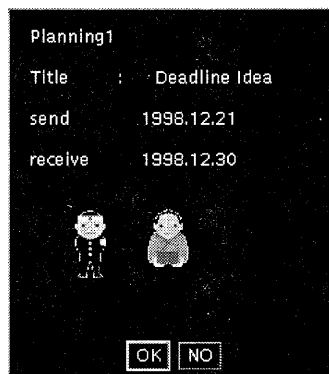 Planning1
Title : Deadline Idea
send 1998.12.21
receive 1998.12.30
OK NO